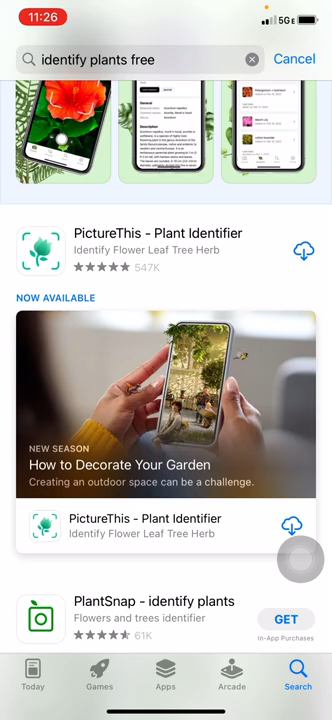 11:26
5G E
identify plants free
Cancel
General
Description
PictureThis - Plant Identifier
Identify Flower Leaf Tree Herb
547K
NOW AVAILABLE
NEW SEASON
How to Decorate Your Garden
Creating an outdoor space can be a challenge.
PictureThis - Plant Identifier
Identify Flower Leaf Tree Herb
PlantSnap - identify plants
Flowers and trees identifier
61K
GET
In-App Purchases
Today
Games
Apps
Arcade
Search